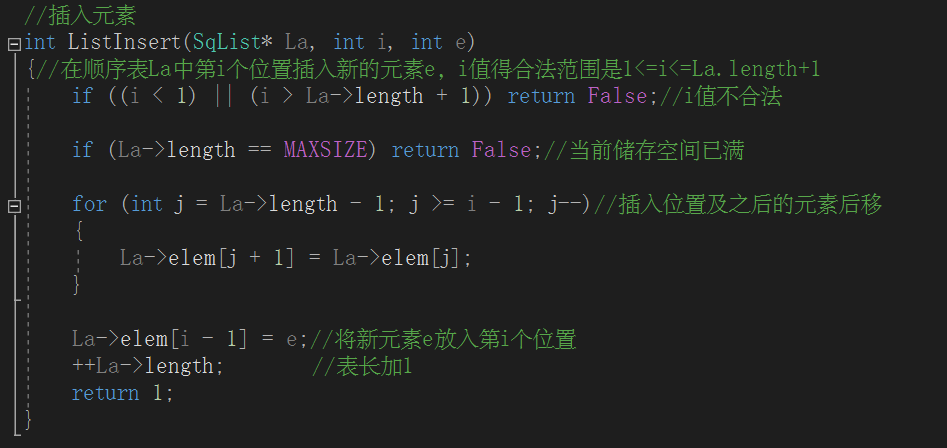 //插入元素
int ListInsert(SqList* La, int i, int e)
{//在顺序表La中第i个位置插入新的元素e, i值得合法范围是1<=i<=La.length+1
if ((i < 1) || (i > La->length + 1)) return False;//i值不合法
if (La->length == MAXSIZE) return False;//当前储存空间已满
for (int j = La->length - 1; j >= i - 1; j--)//插入位置及之后的元素后移
{
La->elem[j + 1] = La->elem[j];
}
La->elem[i - 1] = e;//将新元素e放入第i个位置
++La->length; //表长加1
return 1;
}